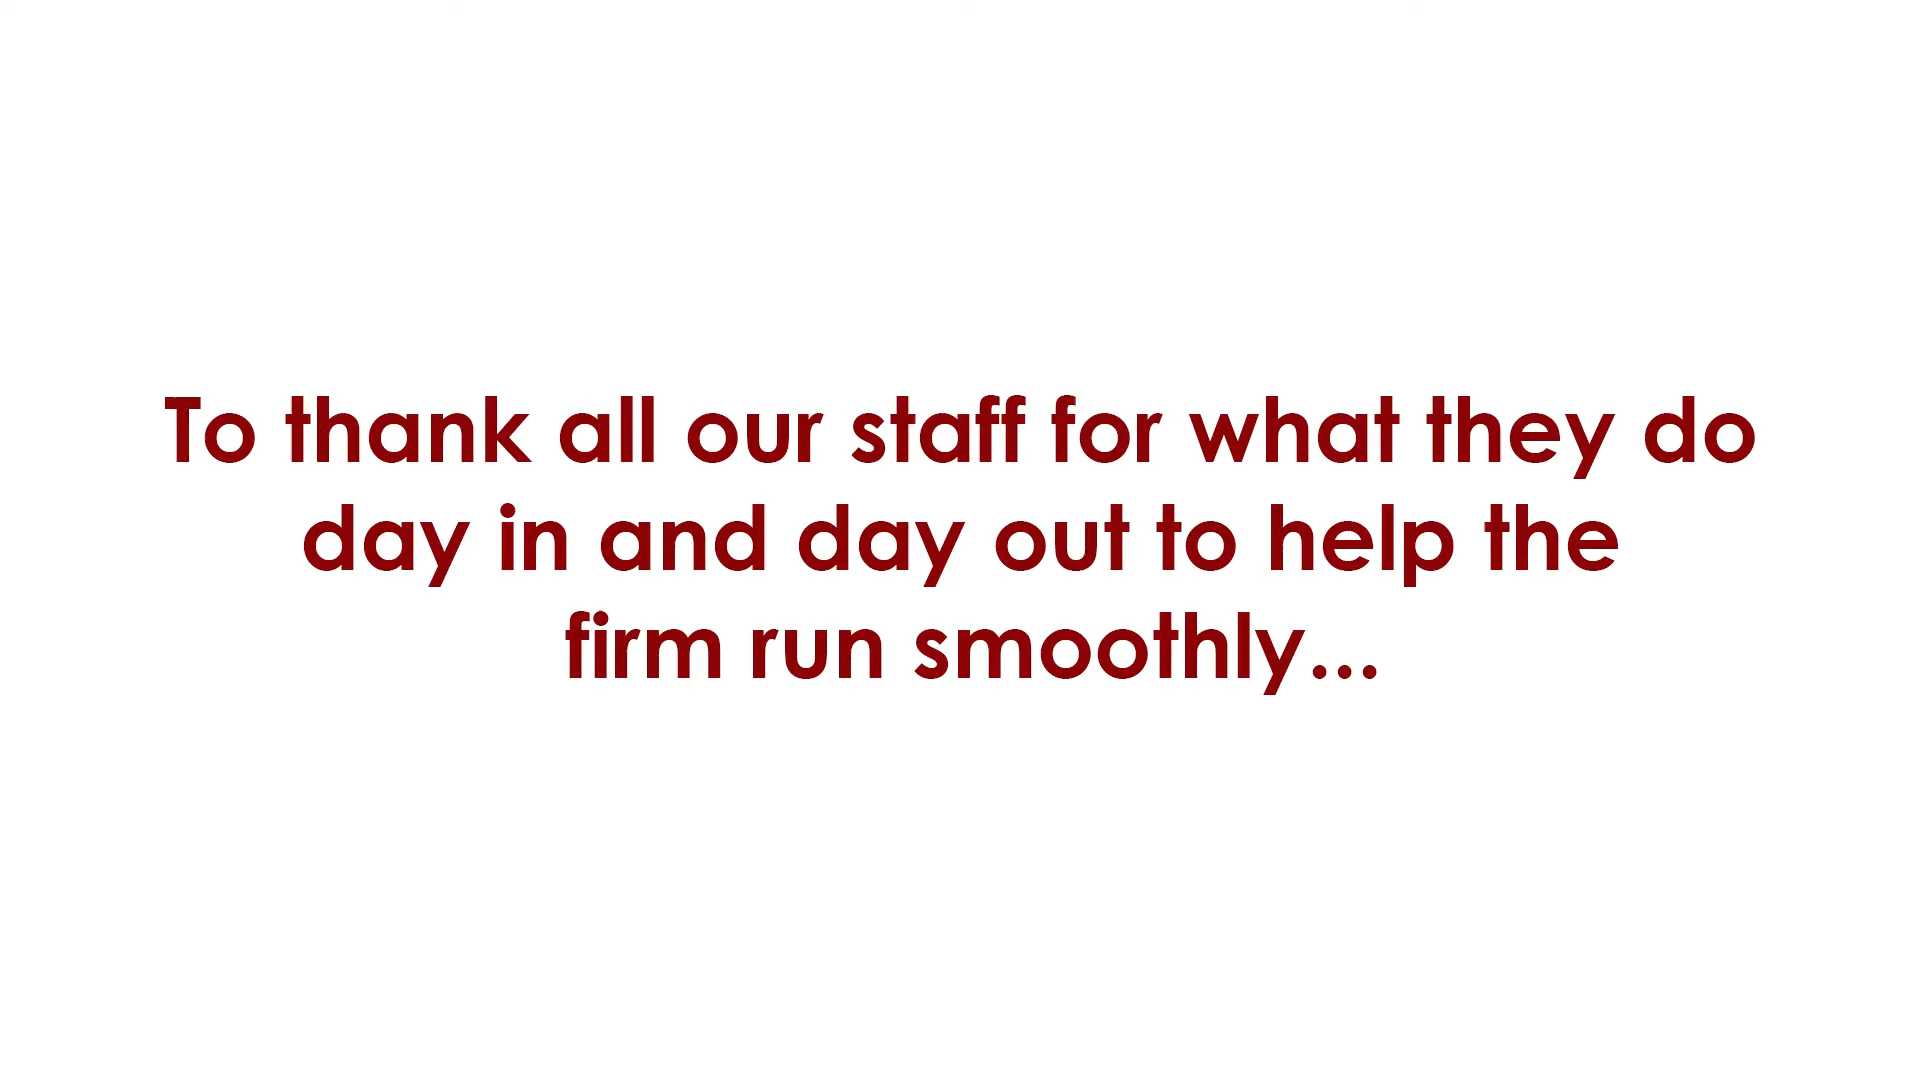 To thank all our staff for what they do
day in and day out to help the
firm run smoothly...